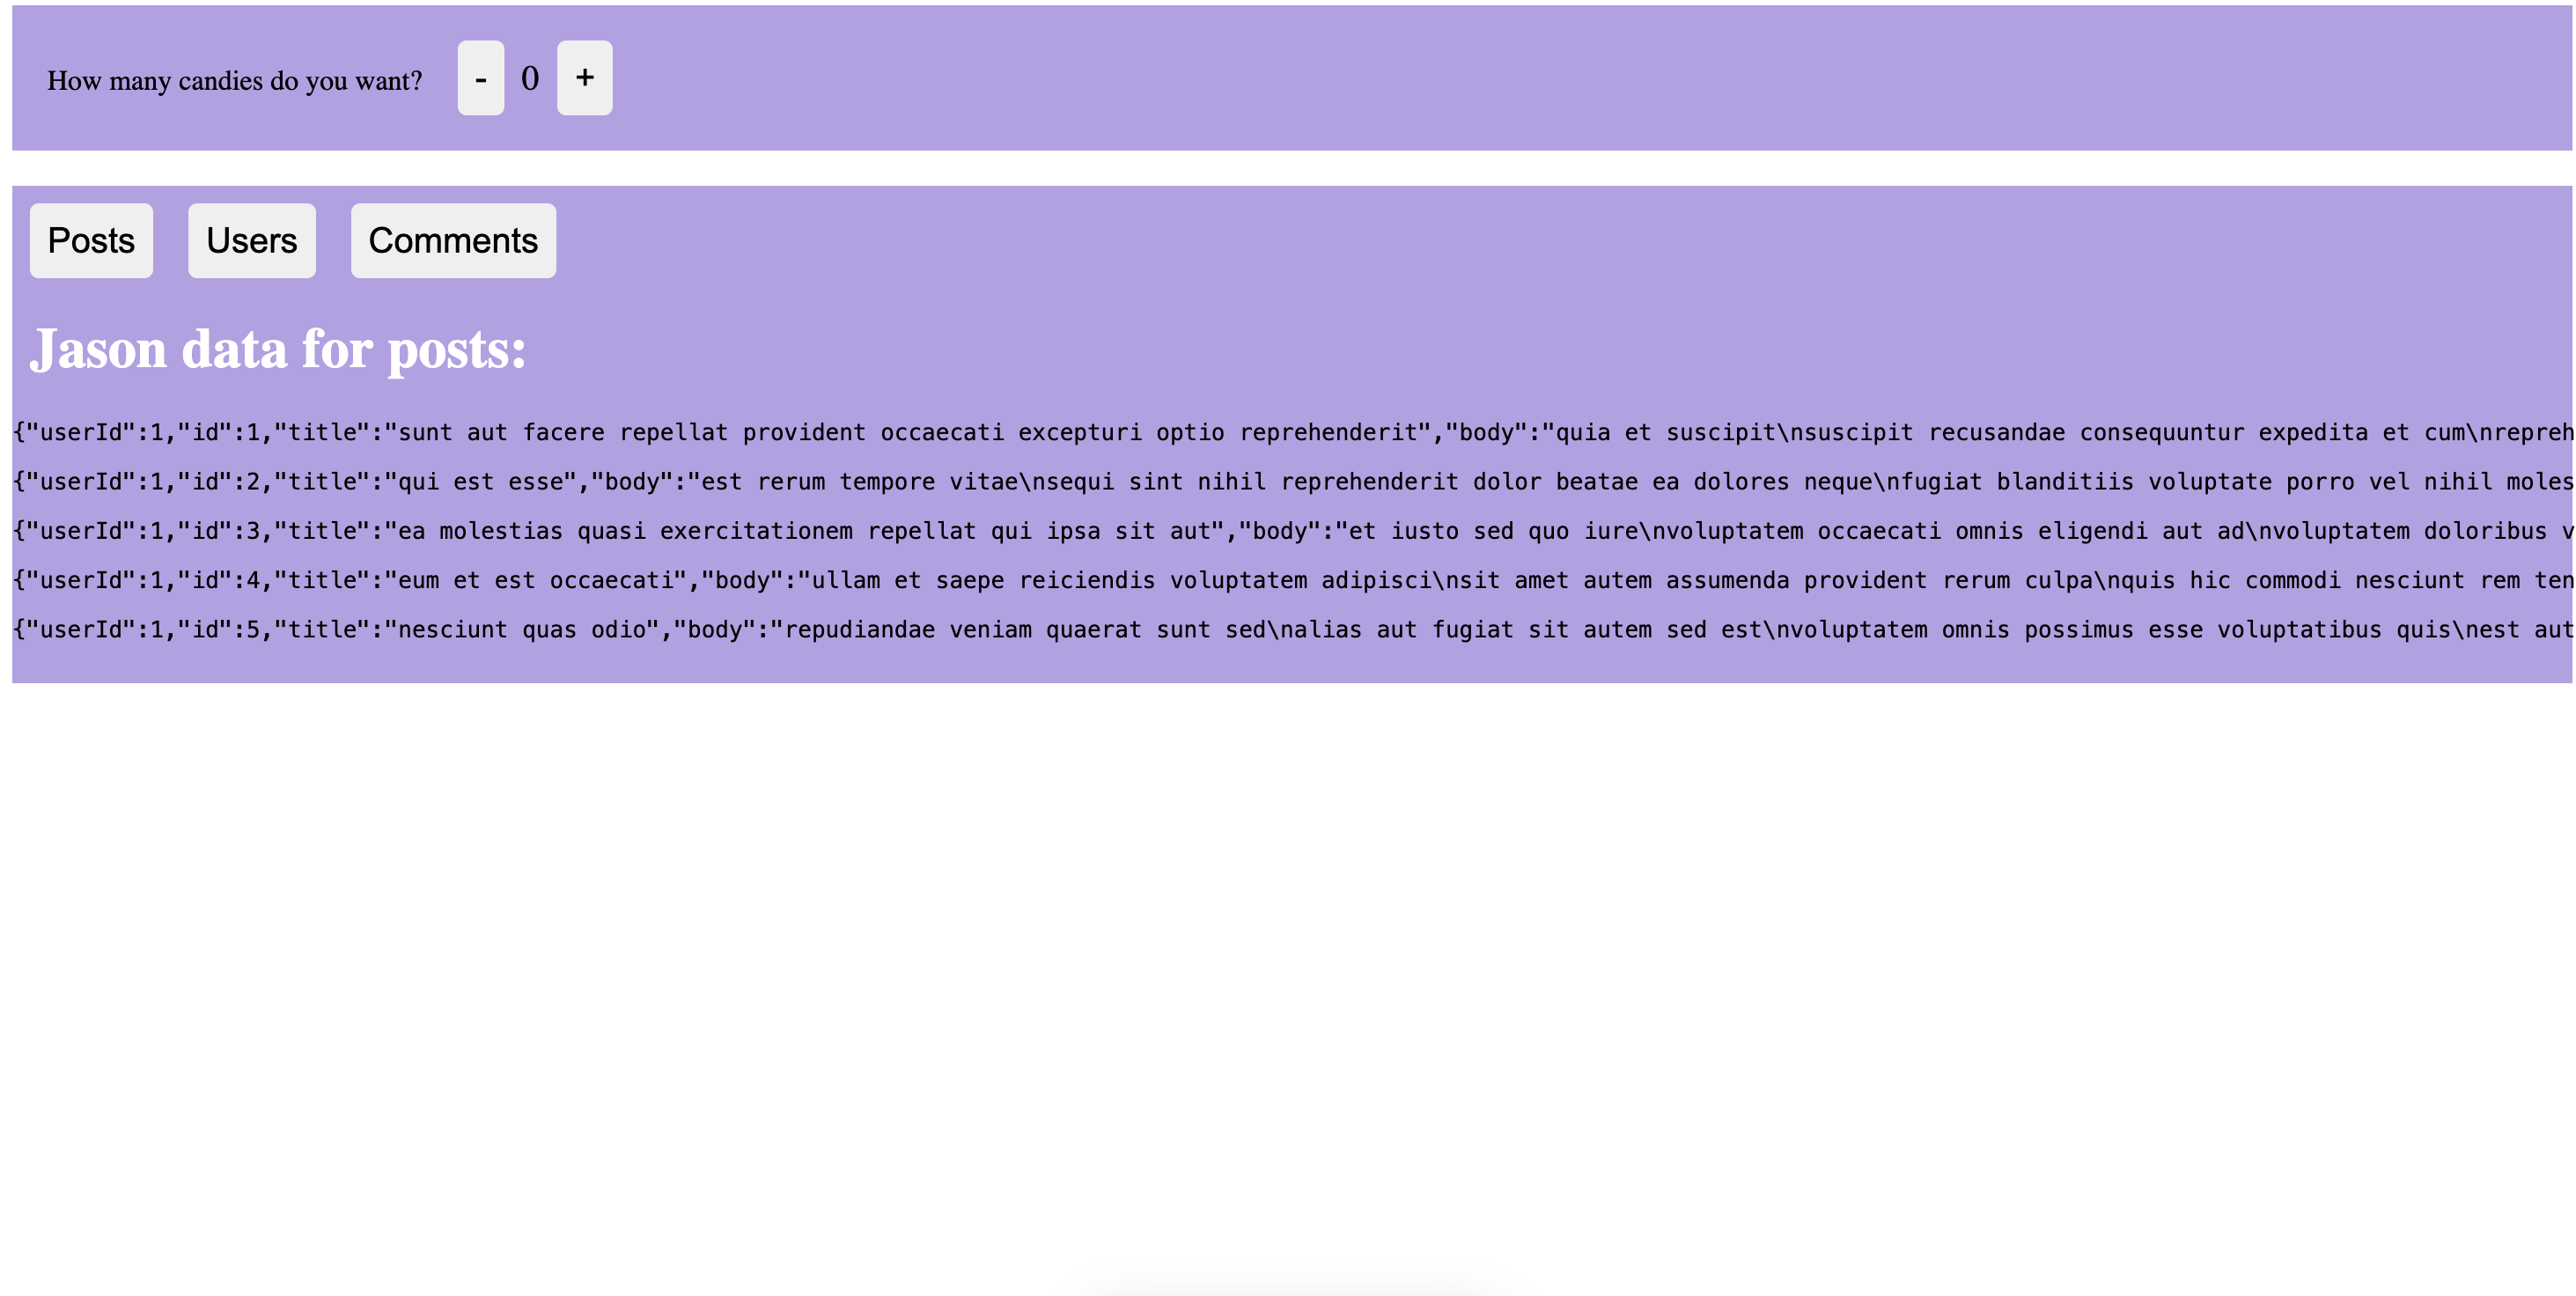 How many candies do you want? - 0 +
Posts Users Comments
Jason data for posts:
{"userId":1,"id":1,"title":"sunt aut facere repellat provident occaecati excepturi optio reprehenderit","body":"quia et suscipit\nsuscipit recusandae consequuntur expedita et cum\nrepreh
{"userId":1,"id":2,"title":"qui est esse","body":"est rerum tempore vitae\nsequi sint nihil reprehenderit dolor beatae ea dolores neque\nfugiat blanditiis voluptate porro vel nihil moles
{"userId":1,"id":3,"title":"ea molestias quasi exercitationem repellat qui ipsa sit aut","body":"et iusto sed quo iure\nvoluptatem occaecati omnis eligendi aut ad\nvoluptatem doloribus v
{"userId":1,"id":4,"title":"eum et est occaecati","body":"ullam et saepe reiciendis voluptatem adipisci\nsit amet autem assumenda provident rerum culpa\nquis hic commodi nesciunt rem ten
{"userId":1,"id":5,"title":"nesciunt quas odio","body":"repudiandae veniam quaerat sunt sed\nalias aut fugiat sit autem sed est\nvoluptatem omnis possimus esse voluptatibus quis\nest aut